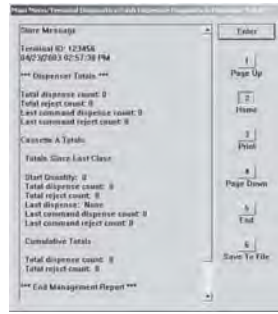 Store Message
Terminal ID: 123456
04/23/2003 02:57:38 PM
*** Dispenser Totals ***
Total dispense count: 0
Total reject count: 0
Last command dispense count: 0
Last command reject count: 0
Cassette A Totals
Totals Since Last Close
Start Quantity: 0
Total dispense count: 0
Total reject count: 0
Last dispense: None
Last command dispense count: 0
Last command reject count: 0
Cumulative Totals
Total dispense count: 0
Total reject count: 0
*** End Management Report ***
Enter
1
Page Up
2
Home
3
Print
4
Page Down
5
End
6
Save To File